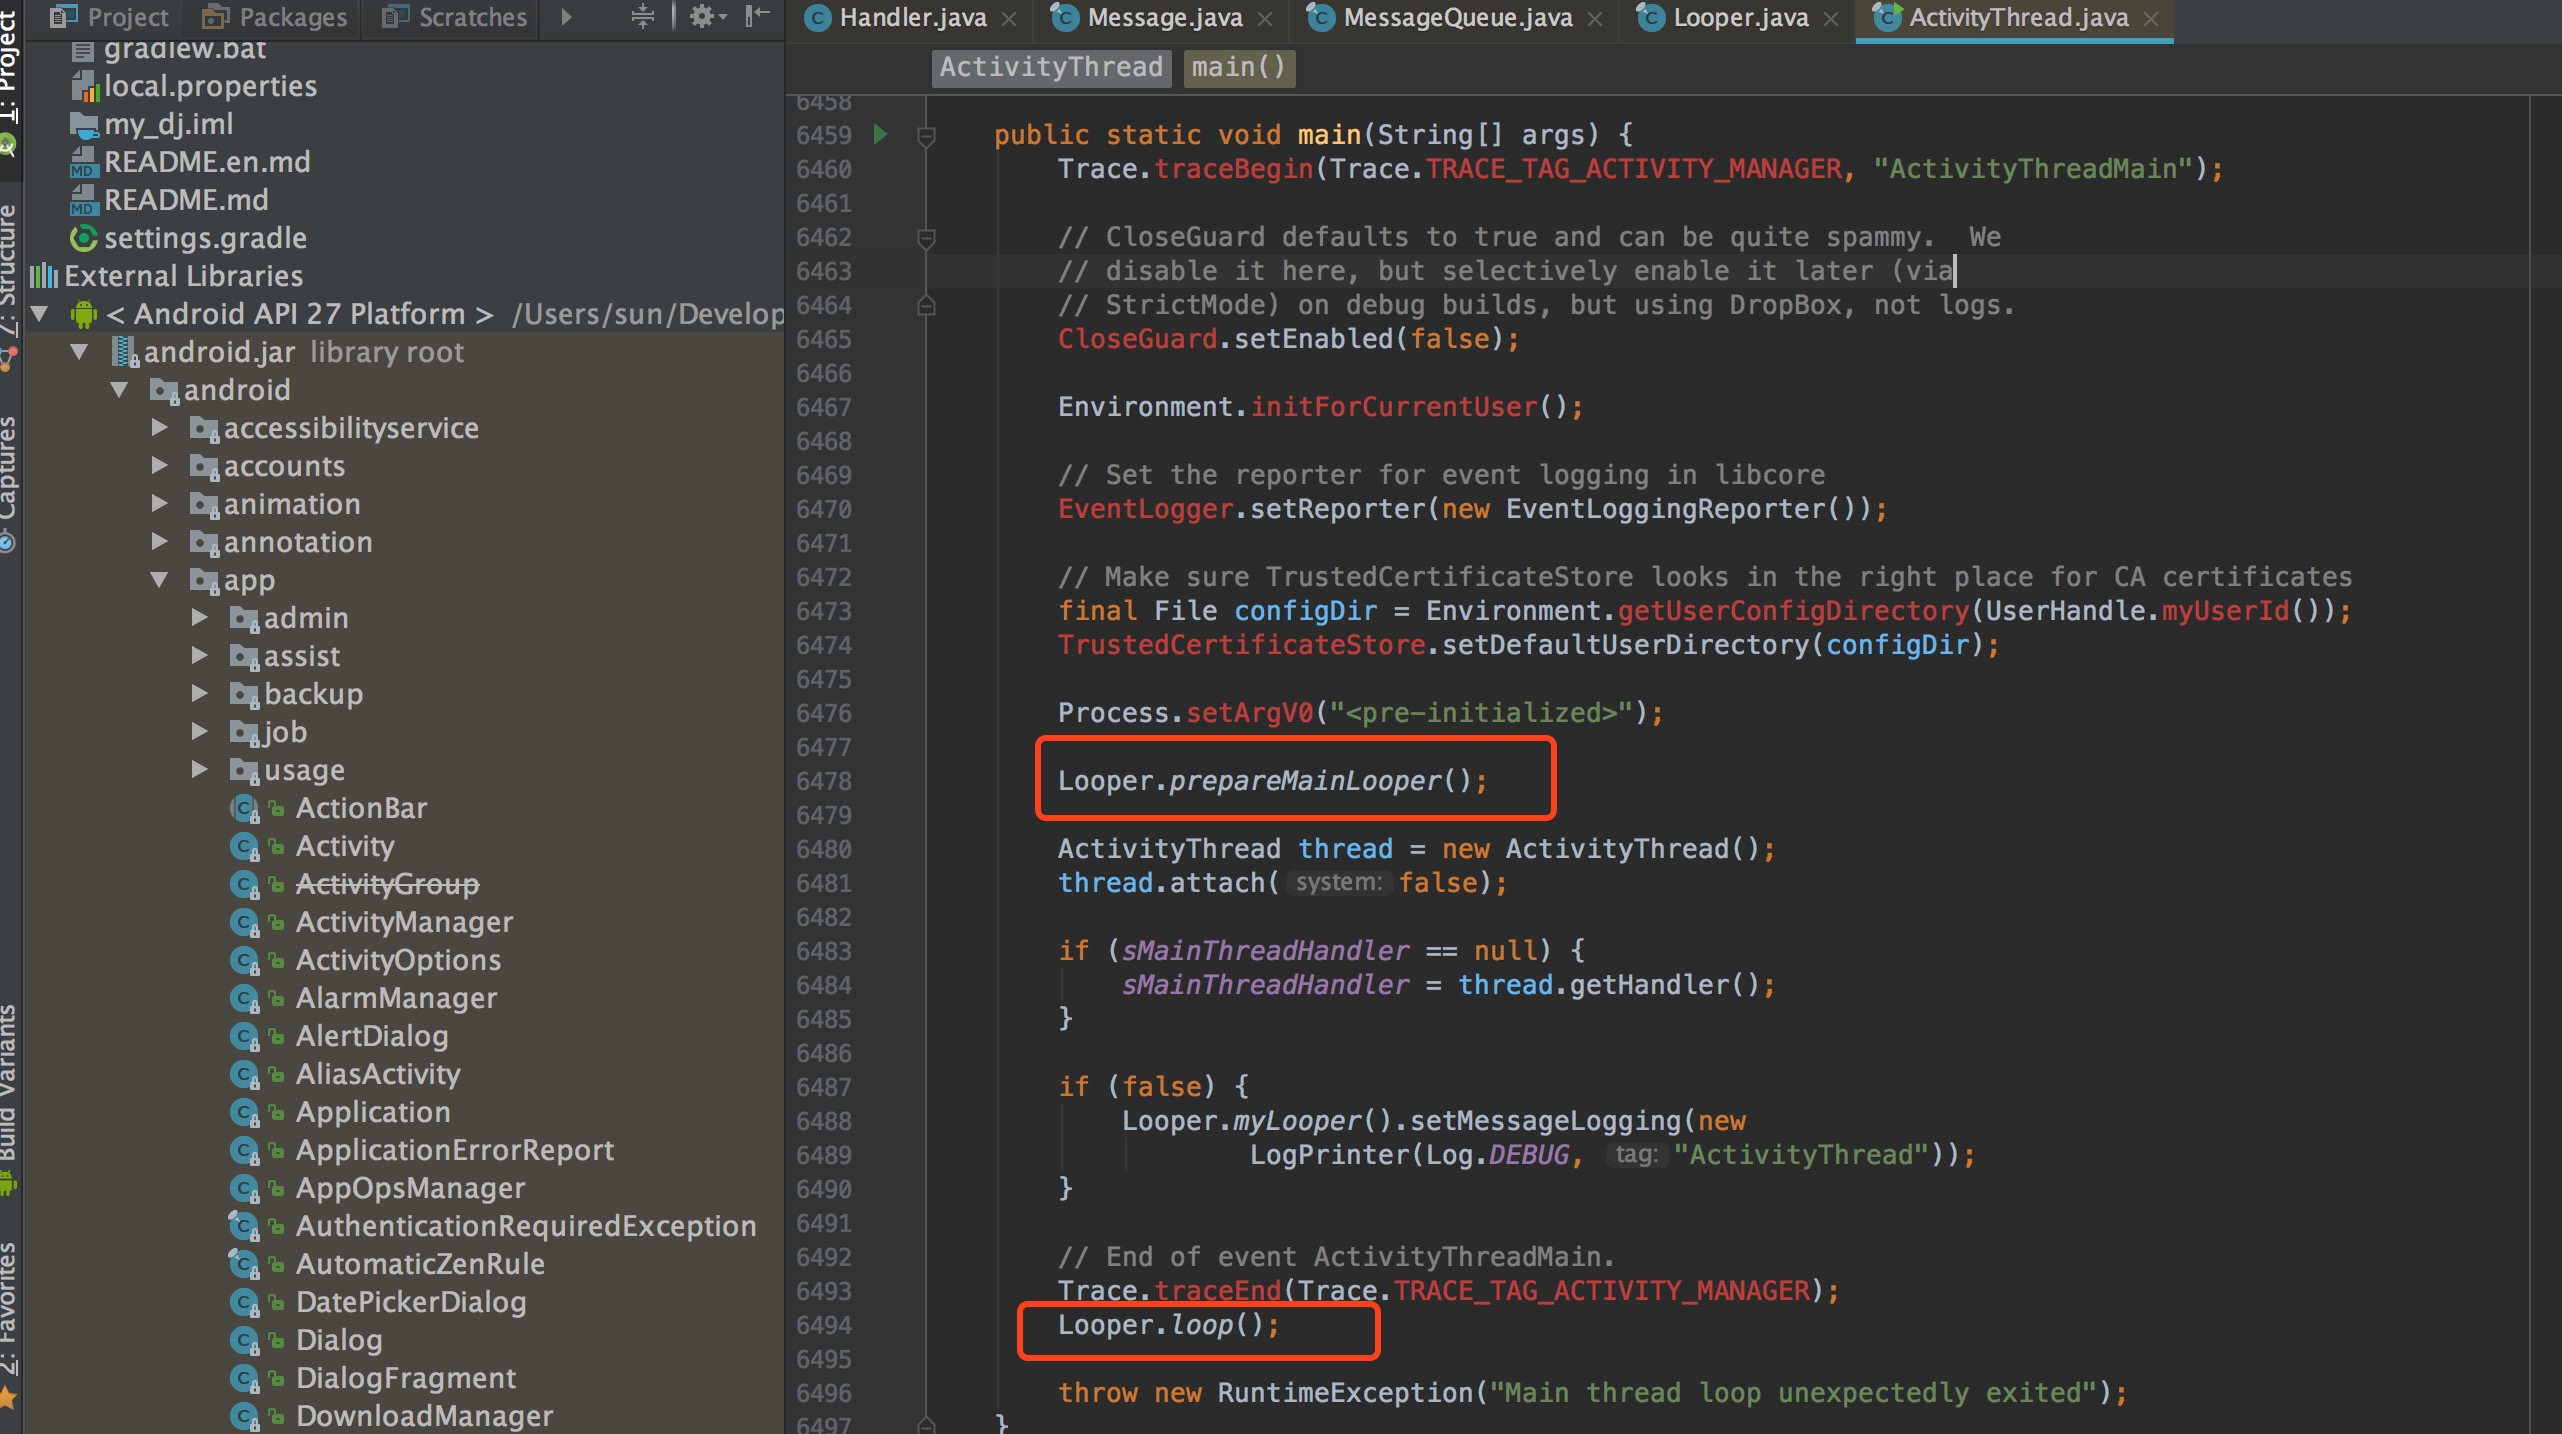 Project Packages Scratches
Handler.java Message.java MessageQueue.java Looper.java ActivityThread.java
ActivityThread main()
1: Project
7: Structure
Captures
Build Variants
2: Favorites
gradlew.bat
local.properties
my_dj.iml
README.en.md
README.md
settings.gradle
External Libraries
< Android API 27 Platform > /Users/sun/Develop
android.jar library root
android
accessibilityservice
accounts
animation
annotation
app
admin
assist
backup
job
usage
ActionBar
Activity
ActivityGroup
ActivityManager
ActivityOptions
AlarmManager
AlertDialog
AliasActivity
Application
ApplicationErrorReport
AppOpsManager
AuthenticationRequiredException
AutomaticZenRule
DatePickerDialog
Dialog
DialogFragment
DownloadManager
6458
6459 public static void main(String[] args) {
6460 Trace.traceBegin(Trace.TRACE_TAG_ACTIVITY_MANAGER, "ActivityThreadMain");
6461
6462 // CloseGuard defaults to true and can be quite spammy.  We
6463 // disable it here, but selectively enable it later (via
6464 // StrictMode) on debug builds, but using DropBox, not logs.
6465 CloseGuard.setEnabled(false);
6466
6467 Environment.initForCurrentUser();
6468
6469 // Set the reporter for event logging in libcore
6470 EventLogger.setReporter(new EventLoggingReporter());
6471
6472 // Make sure TrustedCertificateStore looks in the right place for CA certificates
6473 final File configDir = Environment.getUserConfigDirectory(UserHandle.myUserId());
6474 TrustedCertificateStore.setDefaultUserDirectory(configDir);
6475
6476 Process.setArgV0("<pre-initialized>");
6477
6478 Looper.prepareMainLooper();
6479
6480 ActivityThread thread = new ActivityThread();
6481 thread.attach( system: false);
6482
6483 if (sMainThreadHandler == null) {
6484 sMainThreadHandler = thread.getHandler();
6485 }
6486
6487 if (false) {
6488 Looper.myLooper().setMessageLogging(new
6489 LogPrinter(Log.DEBUG, tag: "ActivityThread"));
6490 }
6491
6492 // End of event ActivityThreadMain.
6493 Trace.traceEnd(Trace.TRACE_TAG_ACTIVITY_MANAGER);
6494 Looper.loop();
6495
6496 throw new RuntimeException("Main thread loop unexpectedly exited");
6497 }